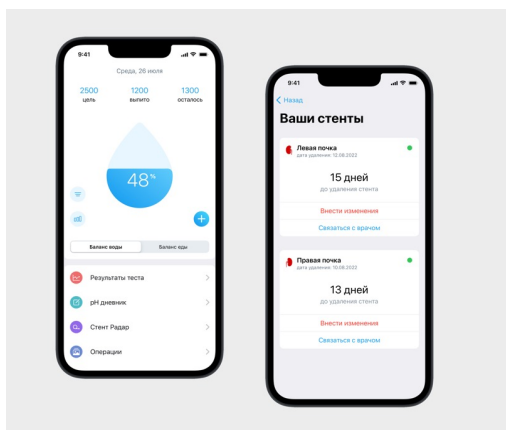 9:41
Среда, 26 июля
2500 1200 1300
цель выпито осталось
48%
Баланс воды Баланс еды
Результаты теста
pH дневник
Стент Радар
Операции
9:41
Назад
Ваши стенты
Левая почка
дата удаления: 12.08.2022
15 дней
до удаления стента
Внести изменения
Связаться с врачом
Правая почка
дата удаления: 10.08.2022
13 дней
до удаления стента
Внести изменения
Связаться с врачом